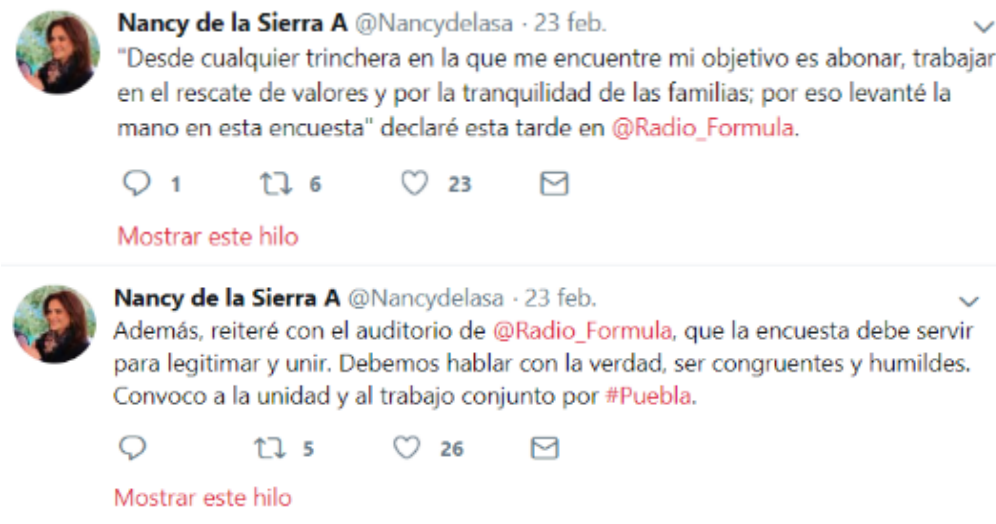 Nancy de la Sierra A @Nancydelasa · 23 feb.
"Desde cualquier trinchera en la que me encuentre mi objetivo es abonar, trabajar
en el rescate de valores y por la tranquilidad de las familias; por eso levanté la
mano en esta encuesta" declaré esta tarde en @Radio_Formula.
1 6 23
Mostrar este hilo
Nancy de la Sierra A @Nancydelasa · 23 feb.
Además, reiteré con el auditorio de @Radio_Formula, que la encuesta debe servir
para legitimar y unir. Debemos hablar con la verdad, ser congruentes y humildes.
Convoco a la unidad y al trabajo conjunto por #Puebla.
5 26
Mostrar este hilo